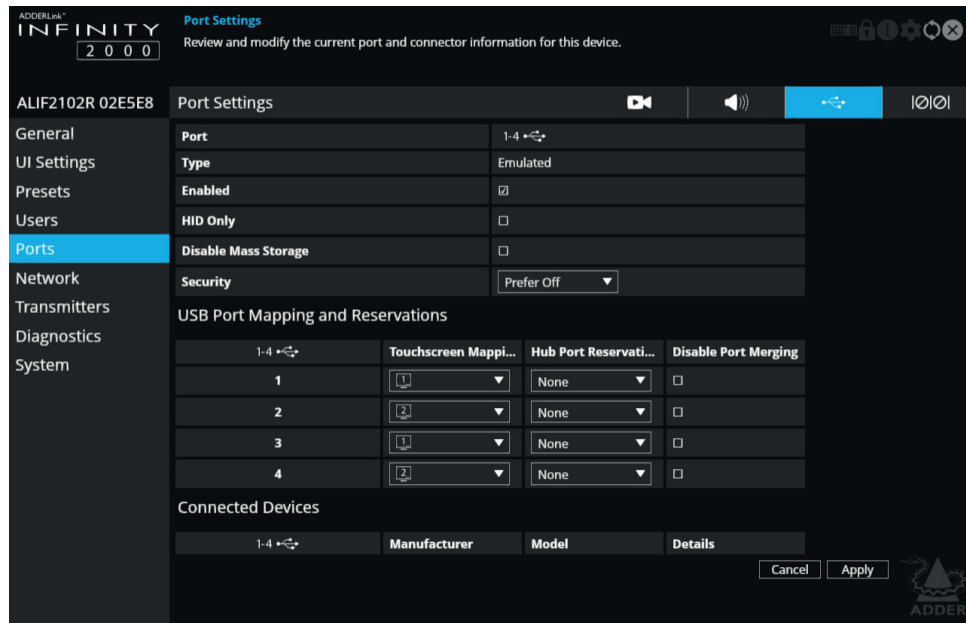 ADDERLink™
INFINITY
2000
Port Settings
Review and modify the current port and connector information for this device.
ALIF2102R 02E5E8
General
UI Settings
Presets
Users
Ports
Network
Transmitters
Diagnostics
System
Port Settings
Port 1-4
Type Emulated
Enabled
HID Only
Disable Mass Storage
Security Prefer Off
USB Port Mapping and Reservations
1-4 Touchscreen Mappi... Hub Port Reservati... Disable Port Merging
1 1 None
2 2 None
3 1 None
4 2 None
Connected Devices
1-4 Manufacturer Model Details
Cancel Apply
ADDER